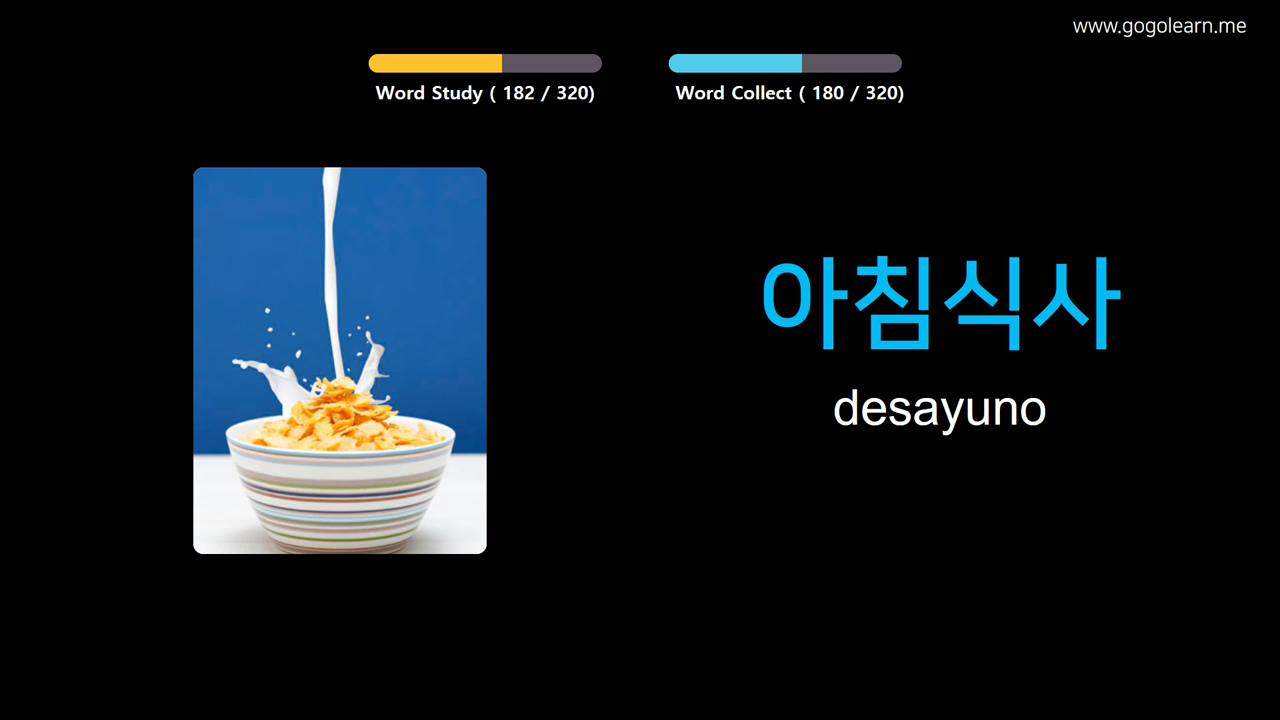 www.gogolearn.me
Word Study ( 182 / 320)
Word Collect ( 180 / 320)
아침식사
desayuno